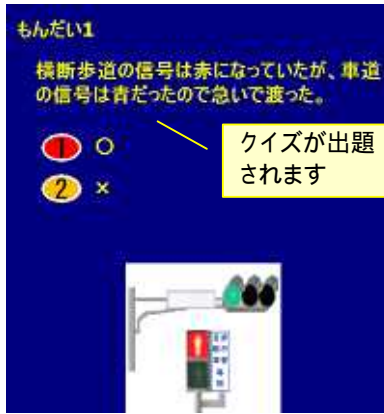 もんだい1
横断歩道の信号は赤になっていたが、車道
の信号は青だったので急いで渡った。
1 ○
2 ×
クイズが出題
されます